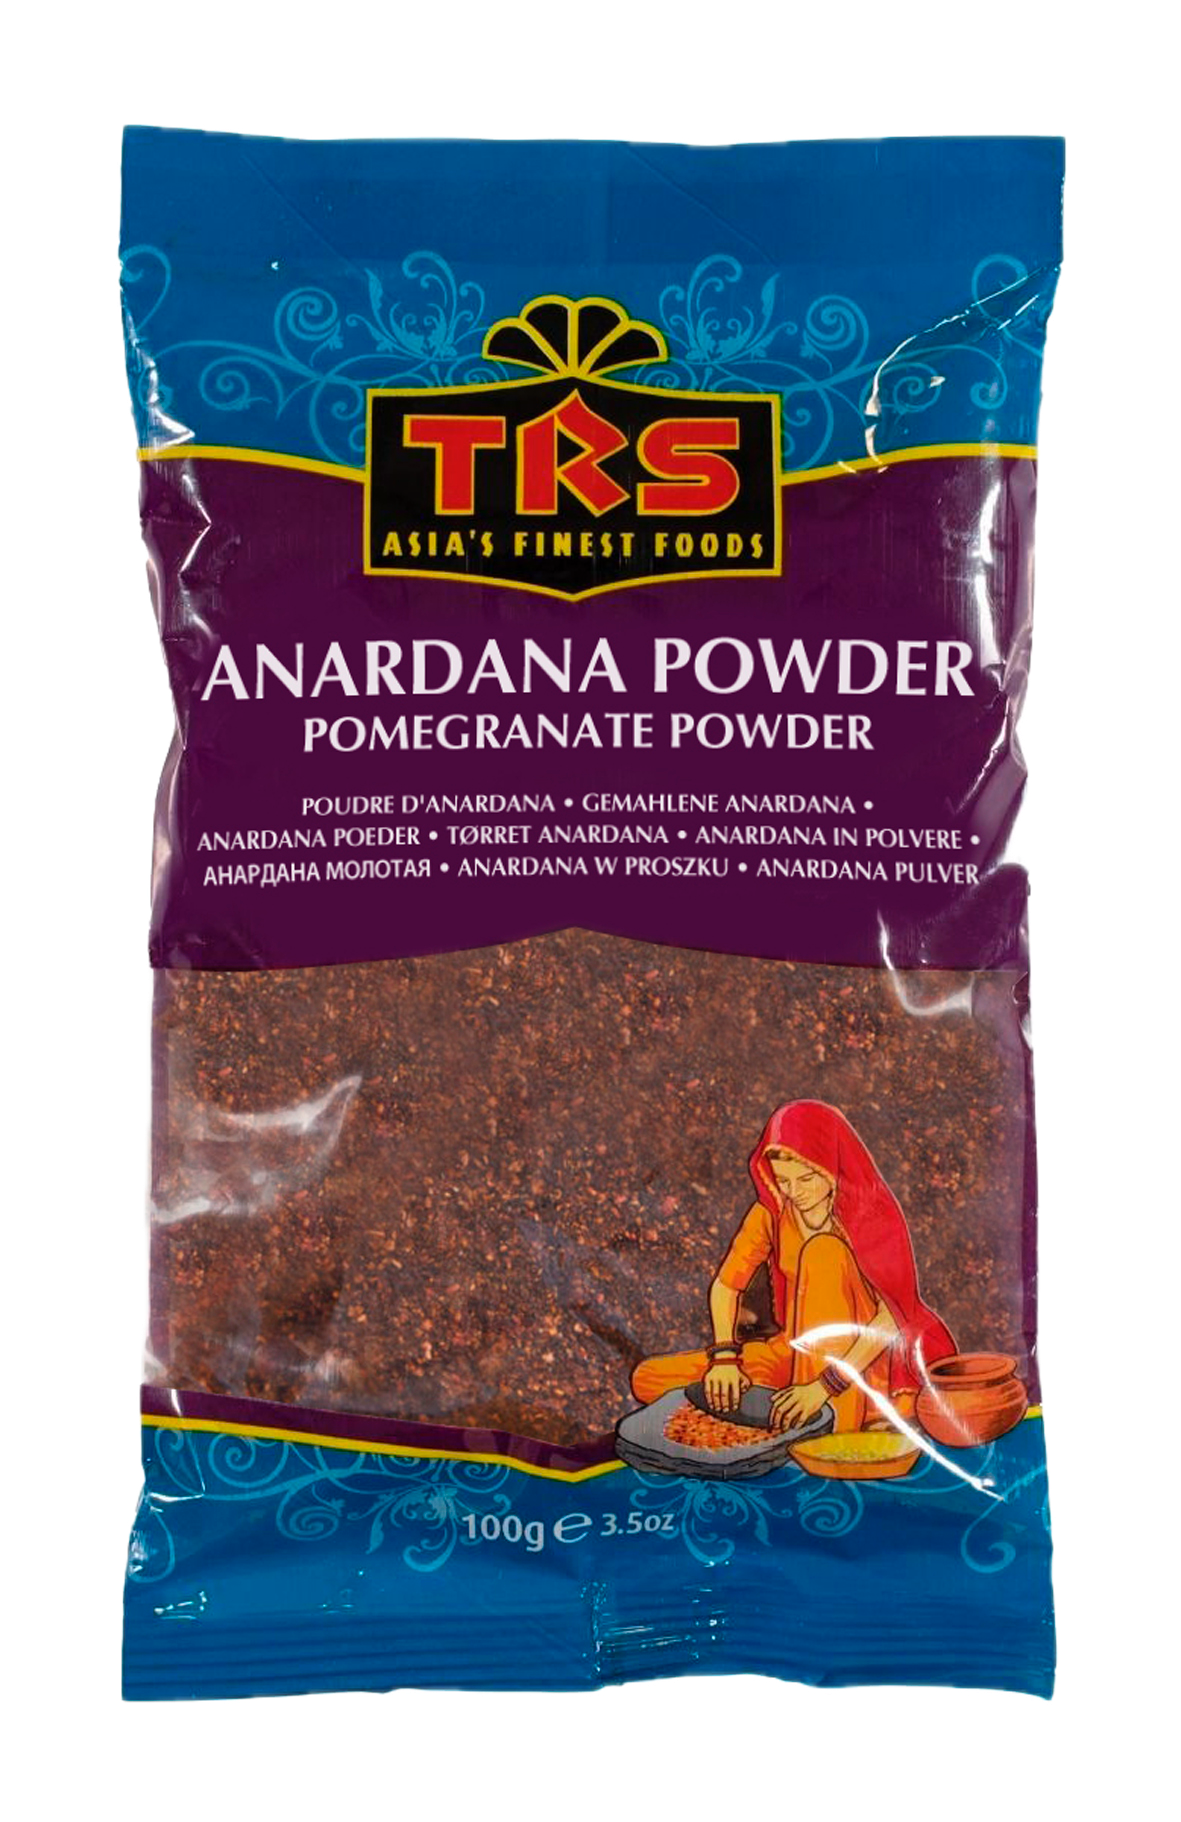 TRS
ASIA'S FINEST FOODS
ANARDANA POWDER
POMEGRANATE POWDER
POUDRE D'ANARDANA • GEMAHLENE ANARDANA •
ANARDANA POEDER • TØRRET ANARDANA • ANARDANA IN POLVERE •
АНАРДАНА МОЛОТАЯ • ANARDANA W PROSZKU • ANARDANA PULVER
100g ℮ 3.5oz